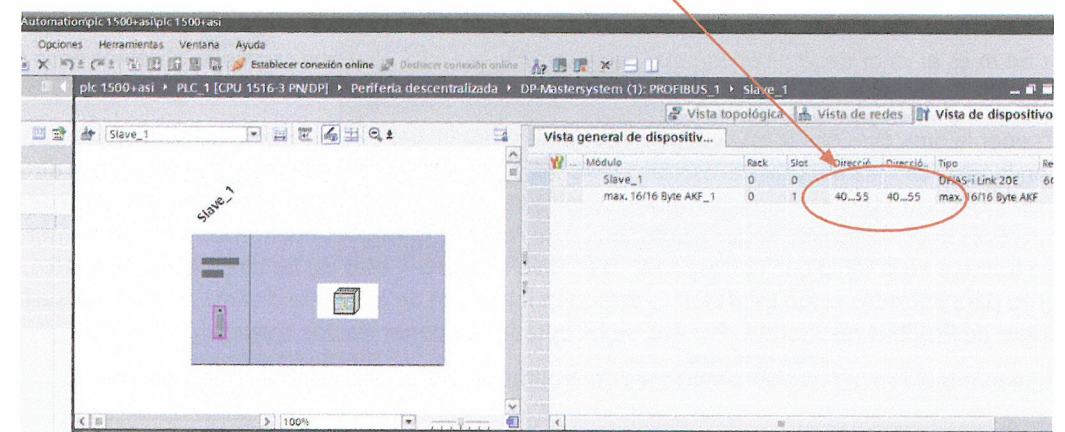 Automation\plc 1500+asi\plc 1500+asi
Opciones Herramientas Ventana Ayuda
Establecer conexión online Deshacer conexión online
plc 1500+asi ▸ PLC_1 [CPU 1516-3 PN/DP] ▸ Periferia descentralizada ▸ DP-Mastersystem (1): PROFIBUS_1 ▸ Slave_1
Vista topológica Vista de redes Vista de dispositivo
Slave_1
Vista general de dispositiv...
... Módulo Rack Slot Direcció.. Direcció.. Tipo Re
Slave_1 0 0 DP/AS-i Link 20E 6
max. 16/16 Byte AKF_1 0 1 40...55 40...55 max. 16/16 Byte AKF
Slave_1
100%